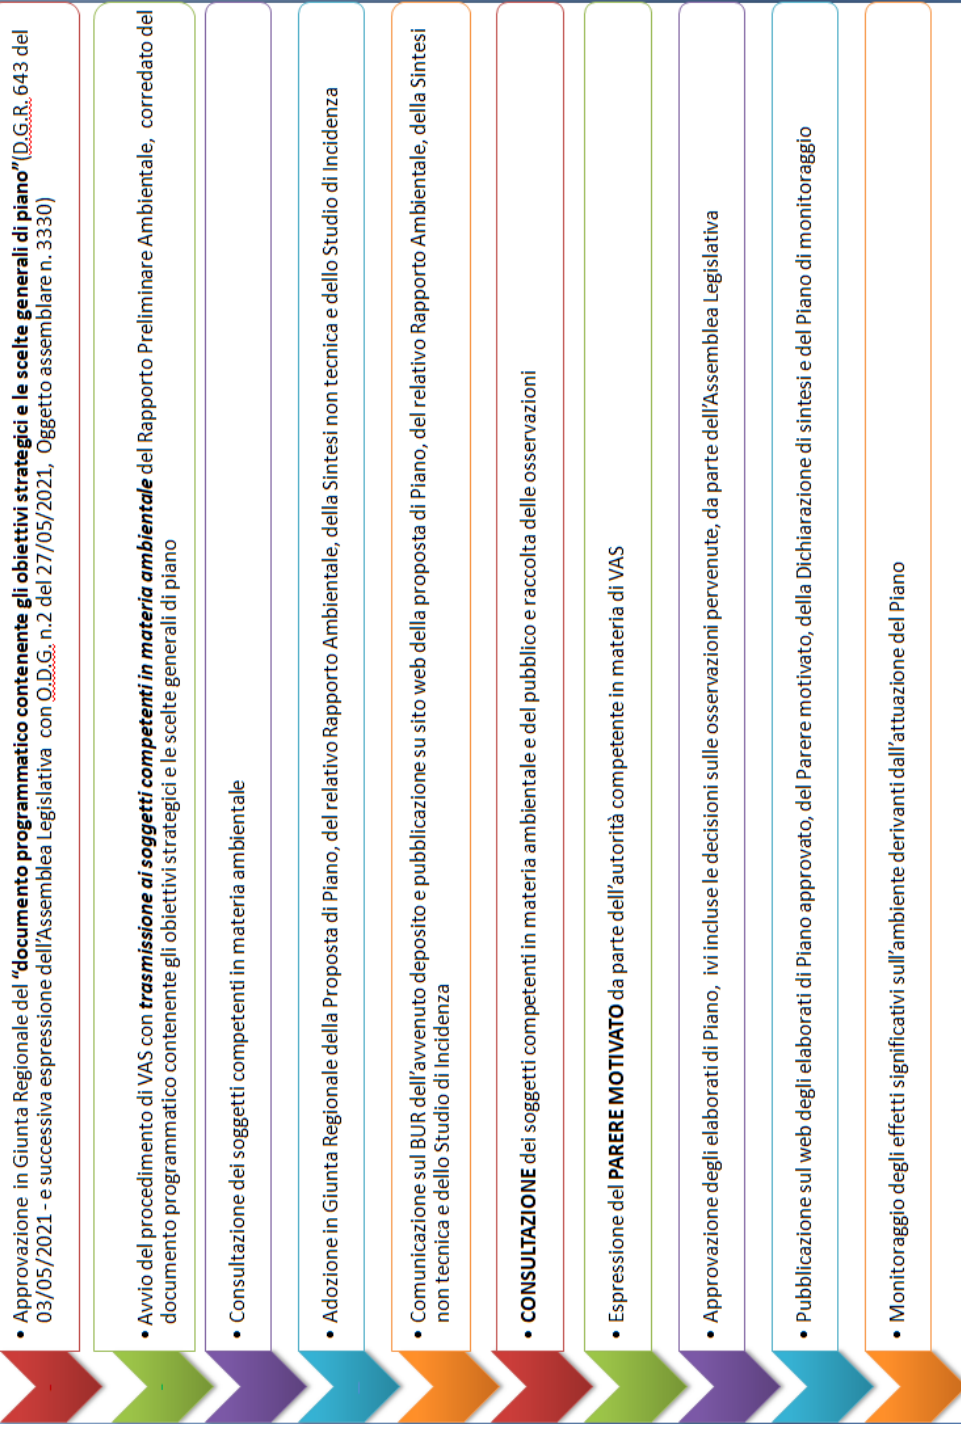 • Approvazione in Giunta Regionale del “documento programmatico contenente gli obiettivi strategici e le scelte generali di piano”(D.G.R. 643 del
03/05/2021 - e successiva espressione dell’Assemblea Legislativa con O.D.G. n.2 del 27/05/2021, Oggetto assemblare n. 3330)
• Avvio del procedimento di VAS con trasmissione ai soggetti competenti in materia ambientale del Rapporto Preliminare Ambientale, corredato del
documento programmatico contenente gli obiettivi strategici e le scelte generali di piano
• Consultazione dei soggetti competenti in materia ambientale
• Adozione in Giunta Regionale della Proposta di Piano, del relativo Rapporto Ambientale, della Sintesi non tecnica e dello Studio di Incidenza
• Comunicazione sul BUR dell’avvenuto deposito e pubblicazione su sito web della proposta di Piano, del relativo Rapporto Ambientale, della Sintesi
non tecnica e dello Studio di Incidenza
• CONSULTAZIONE dei soggetti competenti in materia ambientale e del pubblico e raccolta delle osservazioni
• Espressione del PARERE MOTIVATO da parte dell’autorità competente in materia di VAS
• Approvazione degli elaborati di Piano, ivi incluse le decisioni sulle osservazioni pervenute, da parte dell’Assemblea Legislativa
• Pubblicazione sul web degli elaborati di Piano approvato, del Parere motivato, della Dichiarazione di sintesi e del Piano di monitoraggio
• Monitoraggio degli effetti significativi sull’ambiente derivanti dall’attuazione del Piano